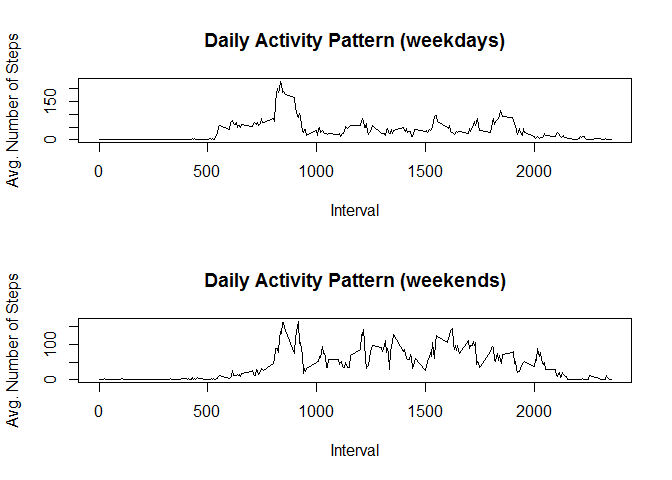 Daily Activity Pattern (weekdays)
Avg. Number of Steps
0 150
0 500 1000 1500 2000
Interval
Daily Activity Pattern (weekends)
Avg. Number of Steps
0 100
0 500 1000 1500 2000
Interval